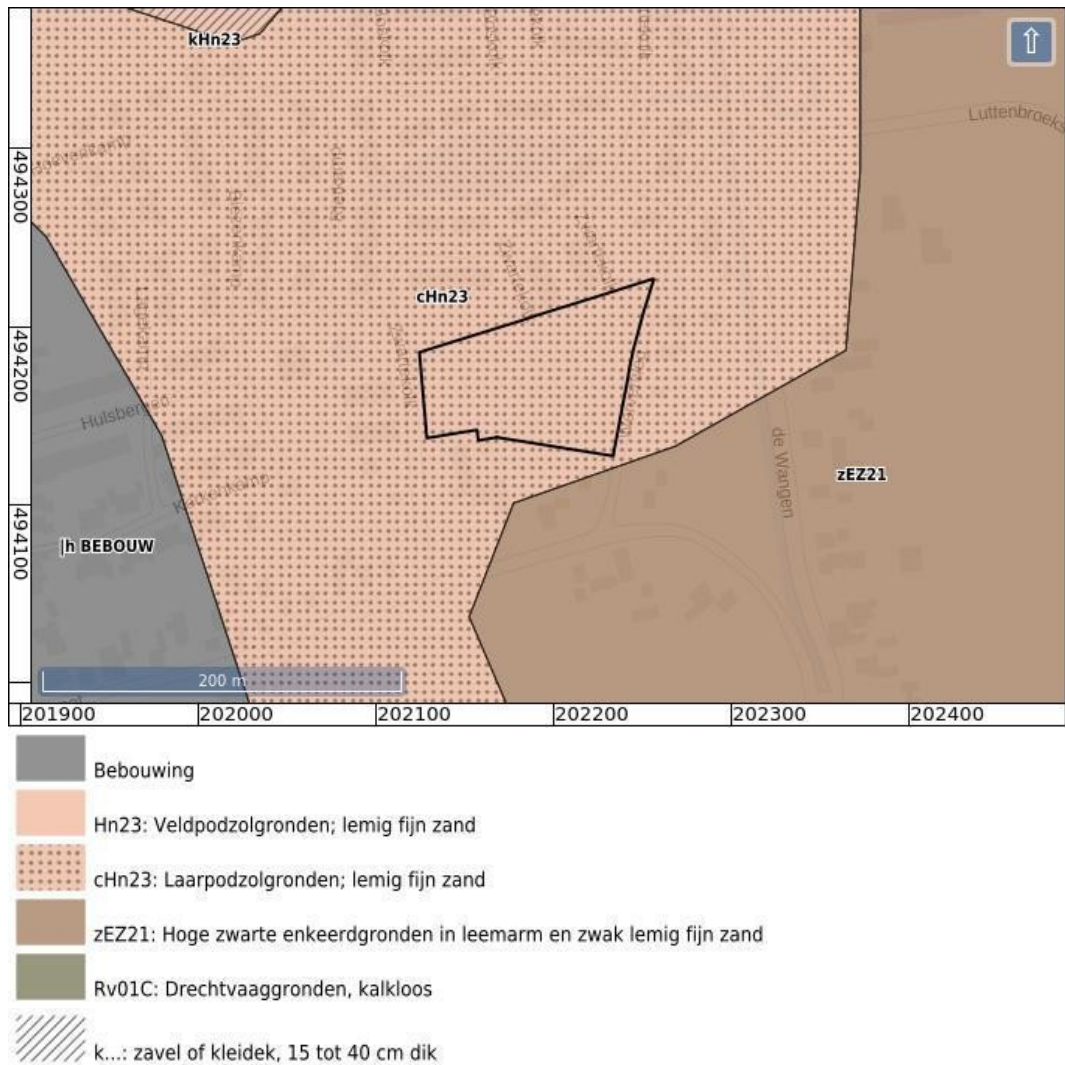 kHn23
⇧
Luttenbroeks
494300
cHn23
494200
Hulsbergen
de Wangen
zEZ21
Kerkenkamp
494100
|h BEBOUW
200 m
201900
202000
202100
202200
202300
202400
Bebouwing
Hn23: Veldpodzolgronden; lemig fijn zand
cHn23: Laarpodzolgronden; lemig fijn zand
zEZ21: Hoge zwarte enkeerdgronden in leemarm en zwak lemig fijn zand
Rv01C: Drechtvaaggronden, kalkloos
k...: zavel of kleidek, 15 tot 40 cm dik